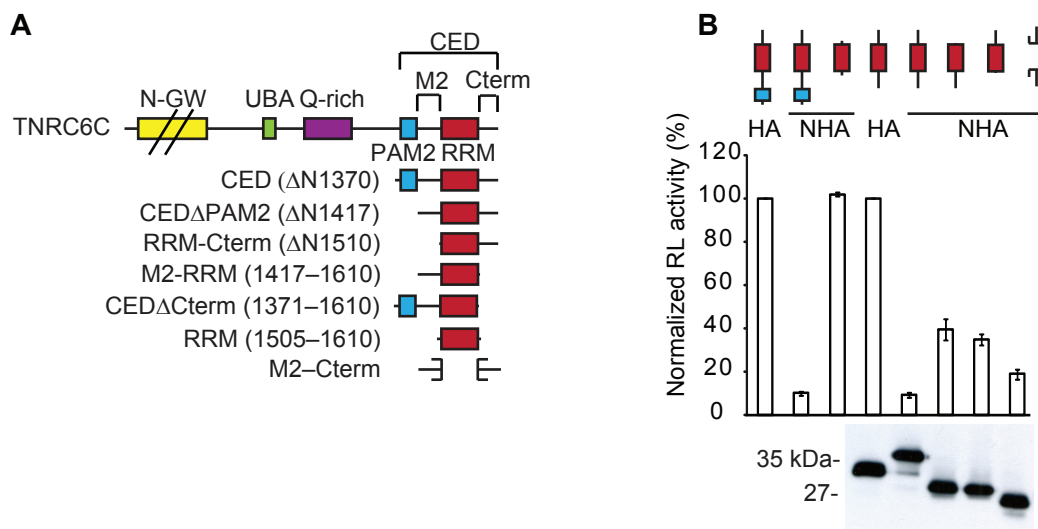 A
CED
M2
Cterm
N-GW
UBA Q-rich
TNRC6C
PAM2 RRM
CED (ΔN1370)
CEDΔPAM2 (ΔN1417)
RRM-Cterm (ΔN1510)
M2-RRM (1417–1610)
CEDΔCterm (1371–1610)
RRM (1505–1610)
M2–Cterm
B
HA NHA HA NHA
Normalized RL activity (%)
120
100
80
60
40
20
0
35 kDa-
27-